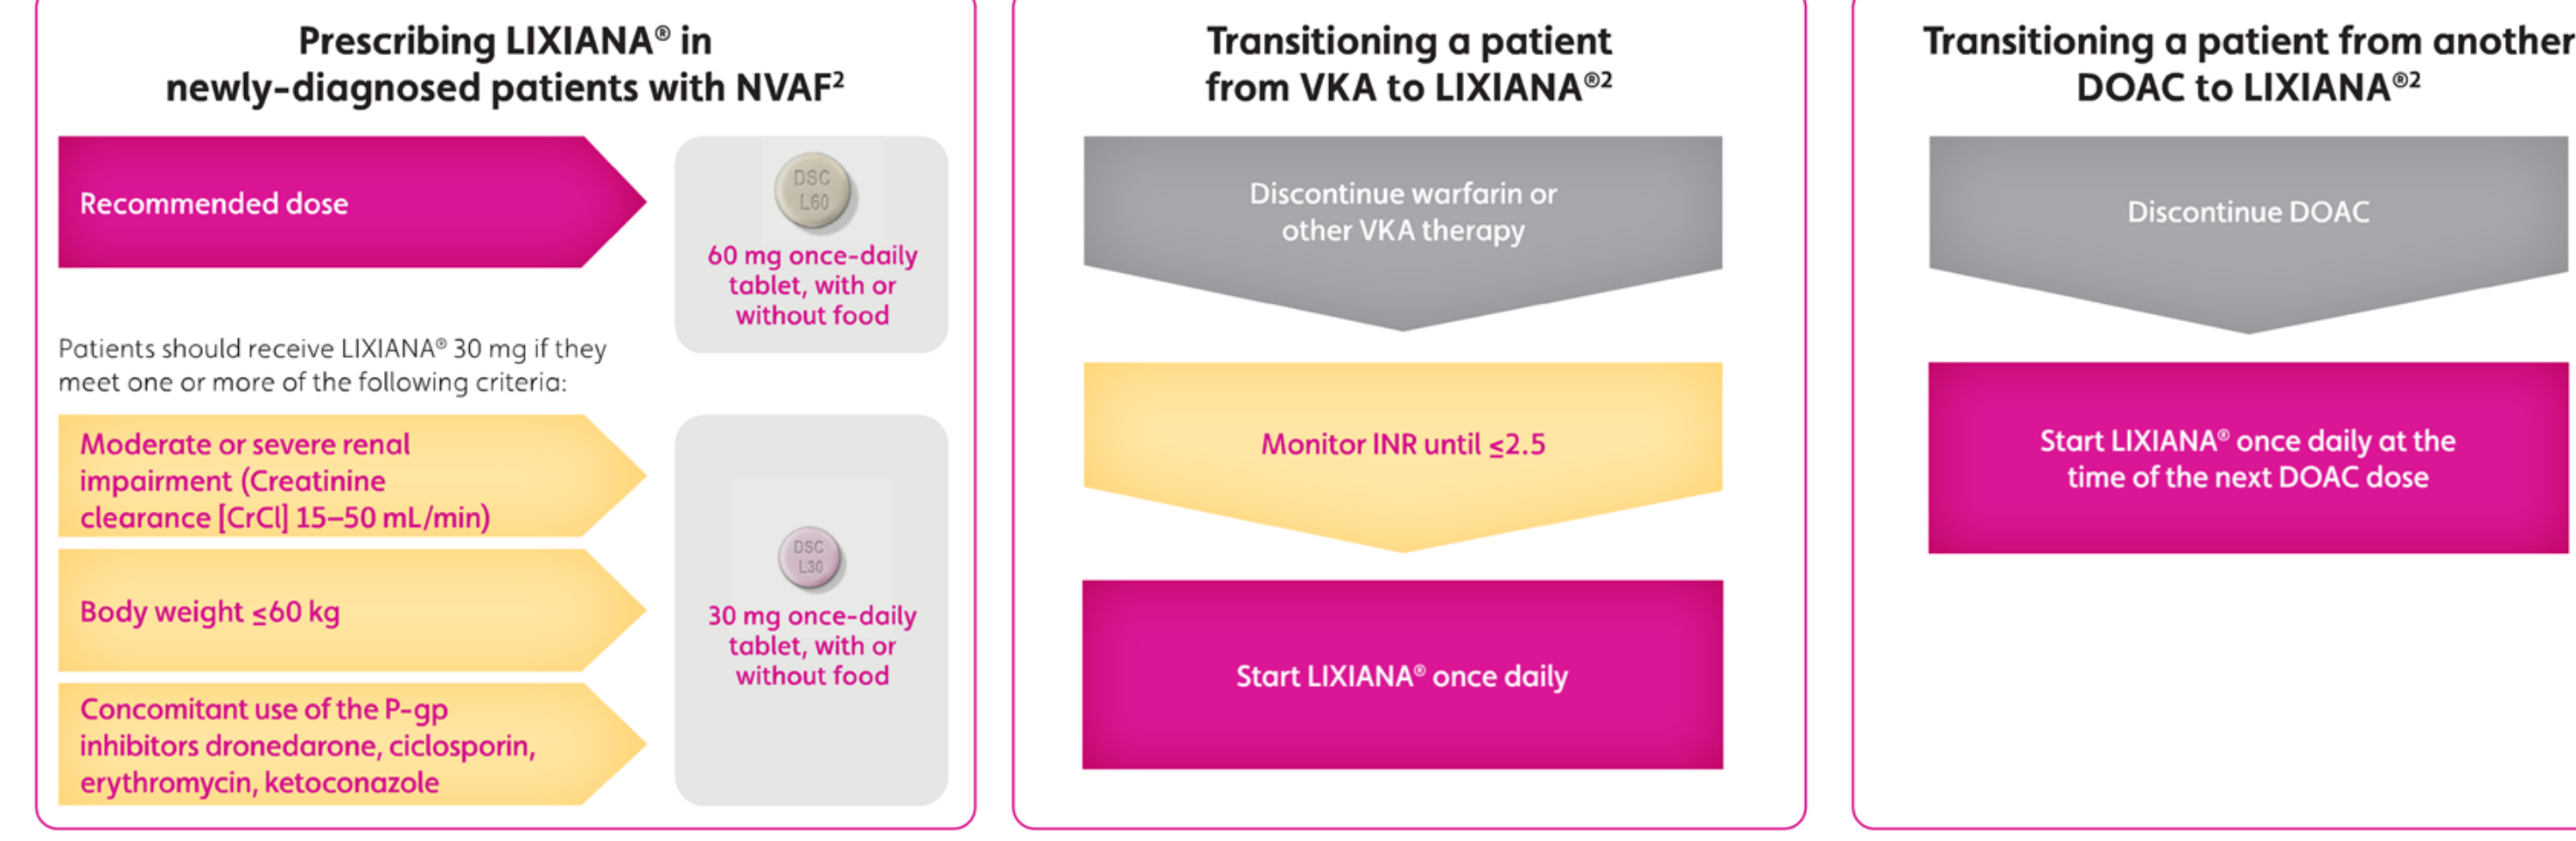 Prescribing LIXIANA® in
newly-diagnosed patients with NVAF²
Recommended dose
DSC
L60
60 mg once-daily
tablet, with or
without food
Patients should receive LIXIANA® 30 mg if they
meet one or more of the following criteria:
Moderate or severe renal
impairment (Creatinine
clearance [CrCl] 15–50 mL/min)
Body weight ≤60 kg
Concomitant use of the P-gp
inhibitors dronedarone, ciclosporin,
erythromycin, ketoconazole
DSC
L30
30 mg once-daily
tablet, with or
without food
Transitioning a patient
from VKA to LIXIANA®²
Discontinue warfarin or
other VKA therapy
Monitor INR until ≤2.5
Start LIXIANA® once daily
Transitioning a patient from another
DOAC to LIXIANA®²
Discontinue DOAC
Start LIXIANA® once daily at the
time of the next DOAC dose